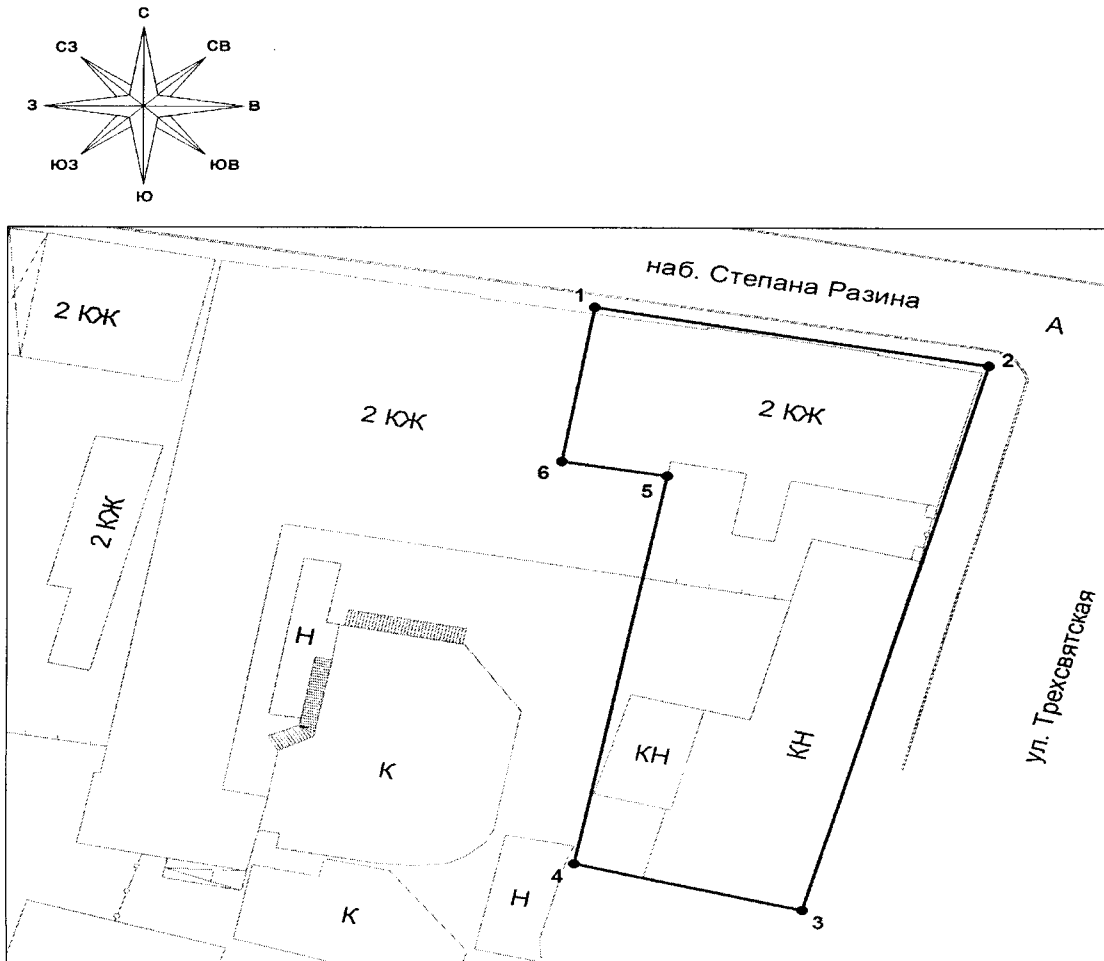 С
СЗ
СВ
З
В
ЮЗ
ЮВ
Ю
наб. Степана Разина
1
А
2 КЖ
2
2 КЖ
2 КЖ
6
5
2 КЖ
ул. Трехсвятская
Н
КН
КН
К
4
Н
3
К